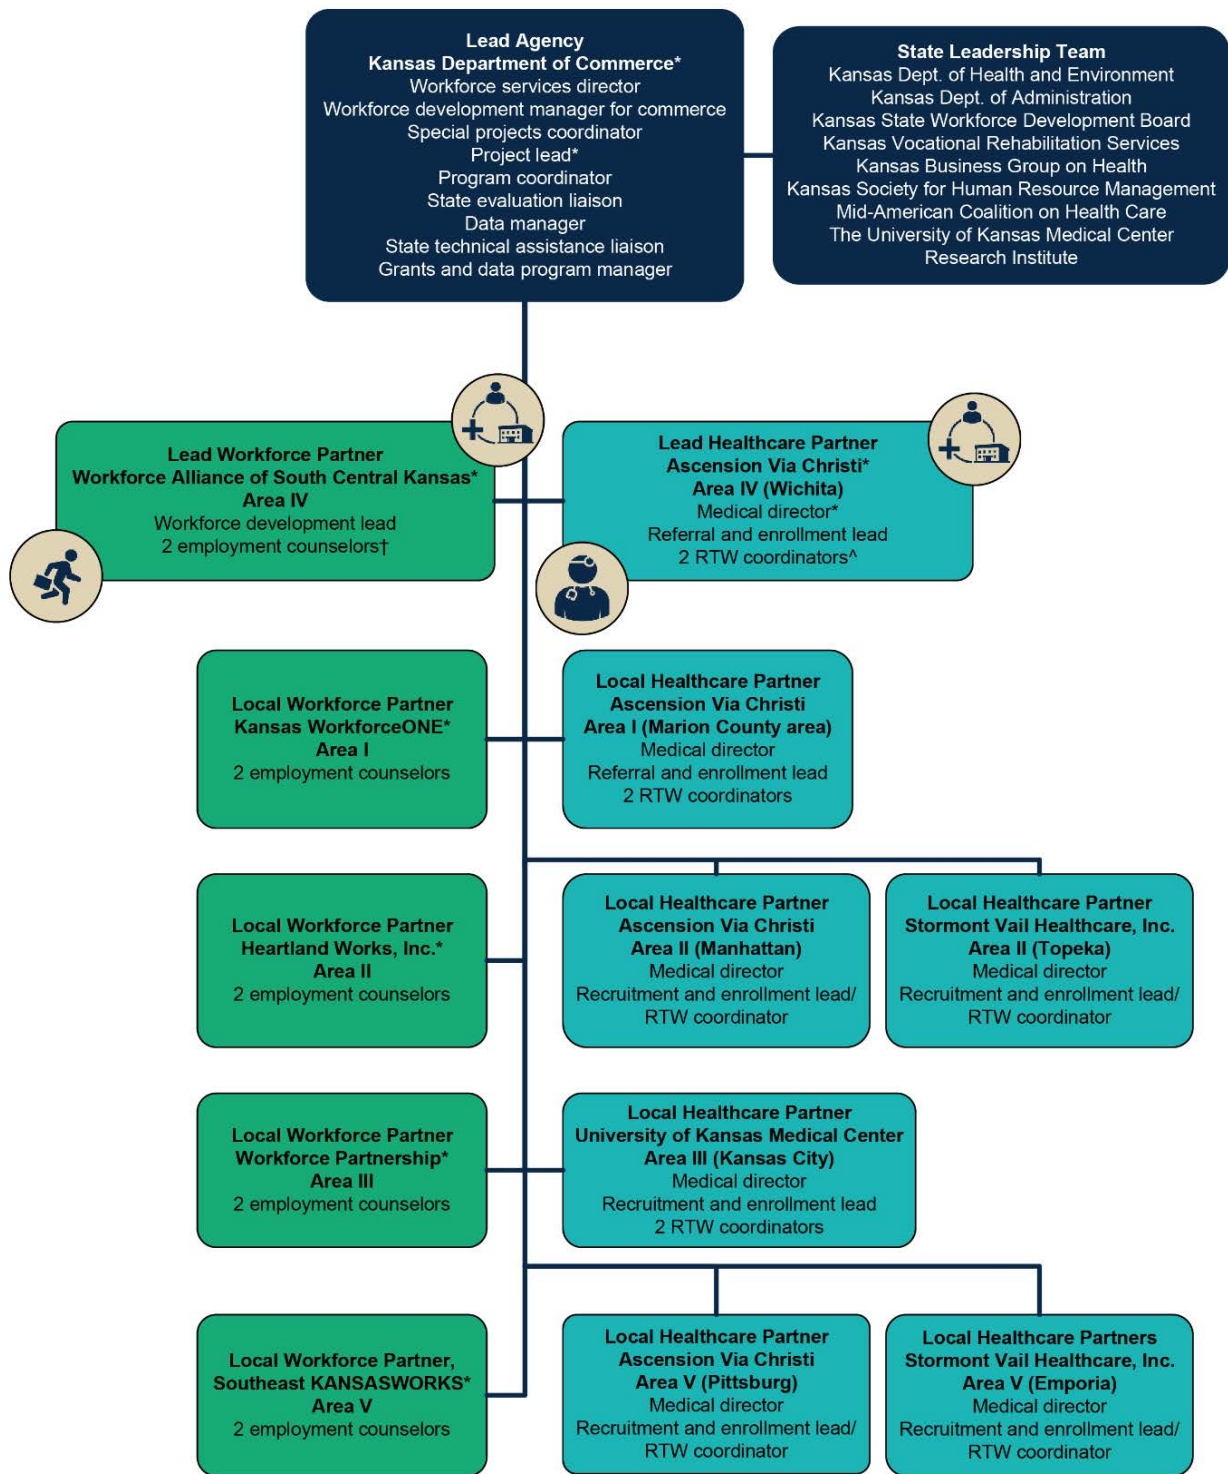 Lead Agency
Kansas Department of Commerce*
Workforce services director
Workforce development manager for commerce
Special projects coordinator
Project lead*
Program coordinator
State evaluation liaison
Data manager
State technical assistance liaison
Grants and data program manager
State Leadership Team
Kansas Dept. of Health and Environment
Kansas Dept. of Administration
Kansas State Workforce Development Board
Kansas Vocational Rehabilitation Services
Kansas Business Group on Health
Kansas Society for Human Resource Management
Mid-American Coalition on Health Care
The University of Kansas Medical Center
Research Institute
Lead Workforce Partner
Workforce Alliance of South Central Kansas*
Area IV
Workforce development lead
2 employment counselors†
Lead Healthcare Partner
Ascension Via Christi*
Area IV (Wichita)
Medical director*
Referral and enrollment lead
2 RTW coordinators^
Local Workforce Partner
Kansas WorkforceONE*
Area I
2 employment counselors
Local Healthcare Partner
Ascension Via Christi
Area I (Marion County area)
Medical director
Referral and enrollment lead
2 RTW coordinators
Local Workforce Partner
Heartland Works, Inc.*
Area II
2 employment counselors
Local Healthcare Partner
Ascension Via Christi
Area II (Manhattan)
Medical director
Recruitment and enrollment lead/
RTW coordinator
Local Healthcare Partner
Stormont Vail Healthcare, Inc.
Area II (Topeka)
Medical director
Recruitment and enrollment lead/
RTW coordinator
Local Workforce Partner
Workforce Partnership*
Area III
2 employment counselors
Local Healthcare Partner
University of Kansas Medical Center
Area III (Kansas City)
Medical director
Recruitment and enrollment lead
2 RTW coordinators
Local Workforce Partner,
Southeast KANSASWORKS*
Area V
2 employment counselors
Local Healthcare Partner
Ascension Via Christi
Area V (Pittsburg)
Medical director
Recruitment and enrollment lead/
RTW coordinator
Local Healthcare Partners
Stormont Vail Healthcare, Inc.
Area V (Emporia)
Medical director
Recruitment and enrollment lead/
RTW coordinator